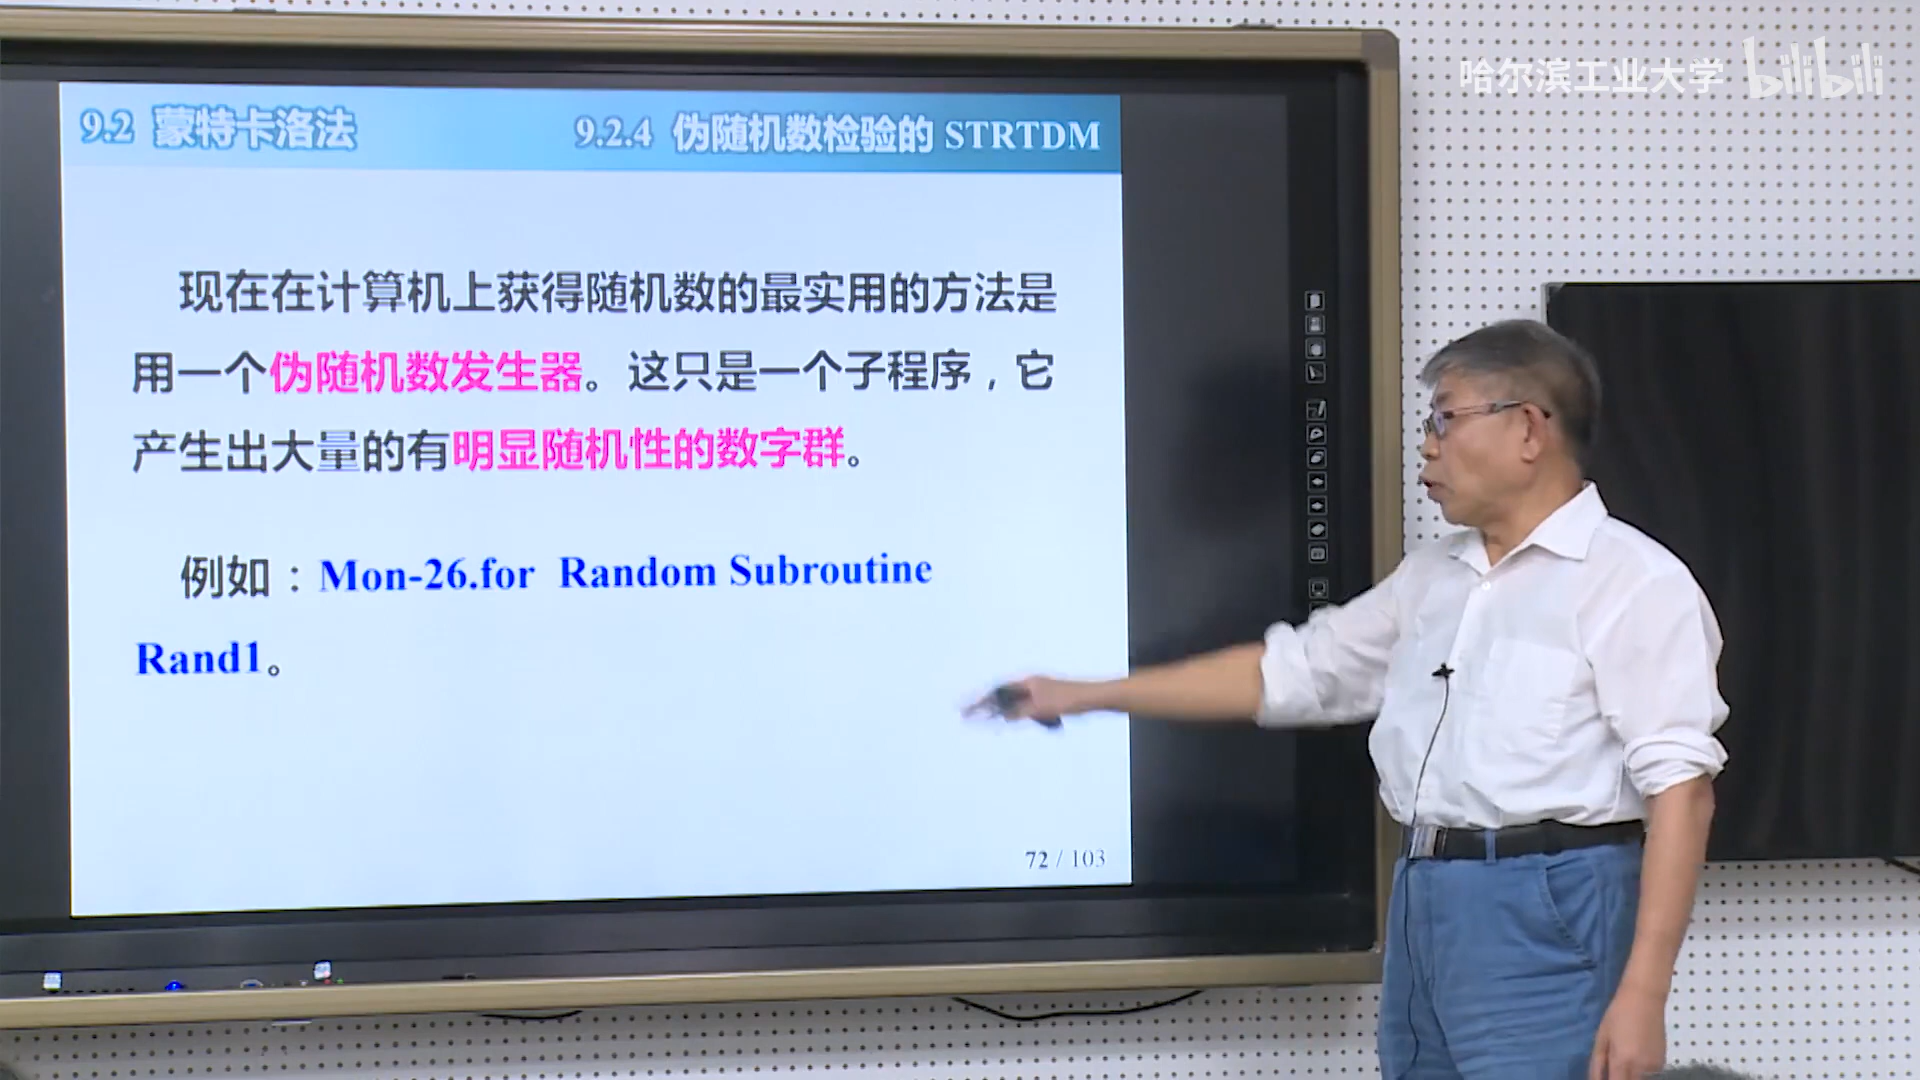 哈尔滨工业大学 bilibili
9.2 蒙特卡洛法 9.2.4 伪随机数检验的 STRTDM
现在在计算机上获得随机数的最实用的方法是
用一个伪随机数发生器。这只是一个子程序，它
产生出大量的有明显随机性的数字群。
例如：Mon-26.for Random Subroutine
Rand1。
72 / 103